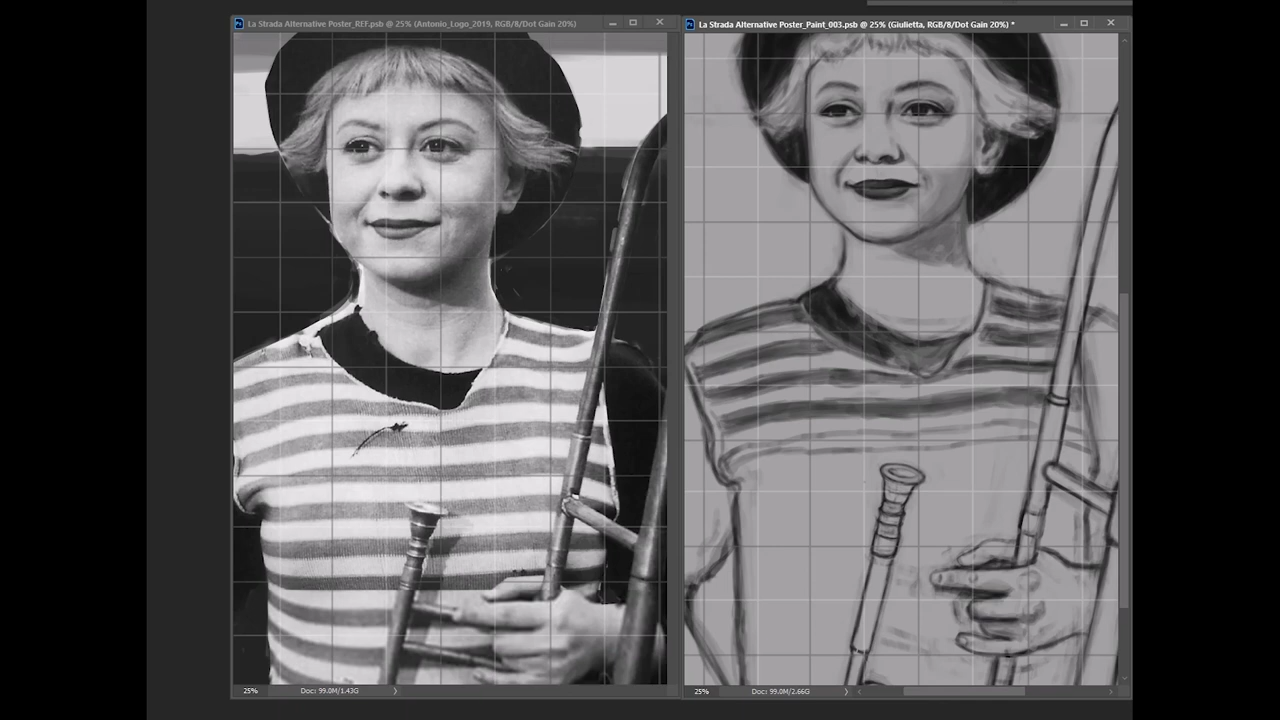 La Strada Alternative Poster_REF.psb @ 25% (Antonio_Logo_2019, RGB/8/Dot Gain 20%)
La Strada Alternative Poster_Paint_003.psb @ 25% (Giulietta, RGB/8/Dot Gain 20%) *
25% Doc: 99.0M/1.43G
25% Doc: 99.0M/2.66G